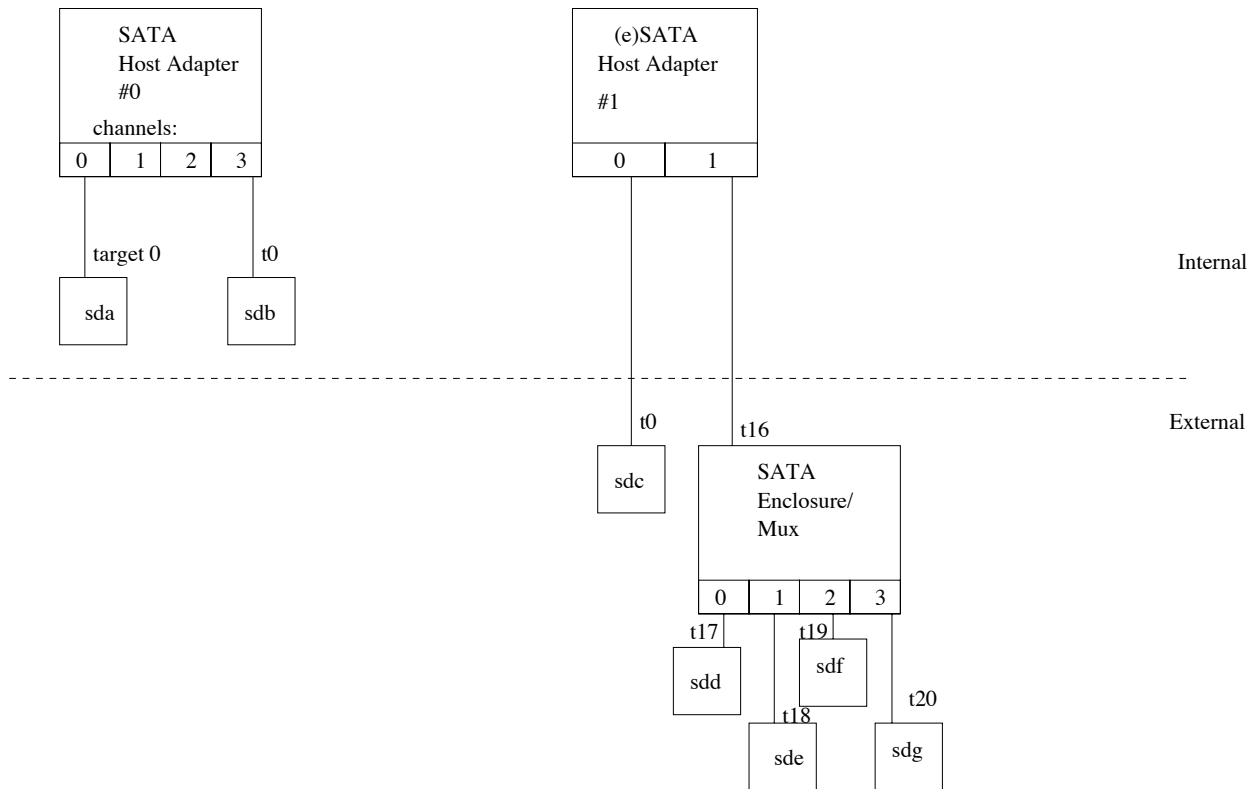 SATA
Host Adapter
#0
channels:
0 1 2 3
target 0
t0
sda
sdb
(e)SATA
Host Adapter
#1
0 1
Internal
External
t0
sdc
t16
SATA
Enclosure/
Mux
0 1 2 3
t17
sdd
t18
sde
t19
sdf
t20
sdg